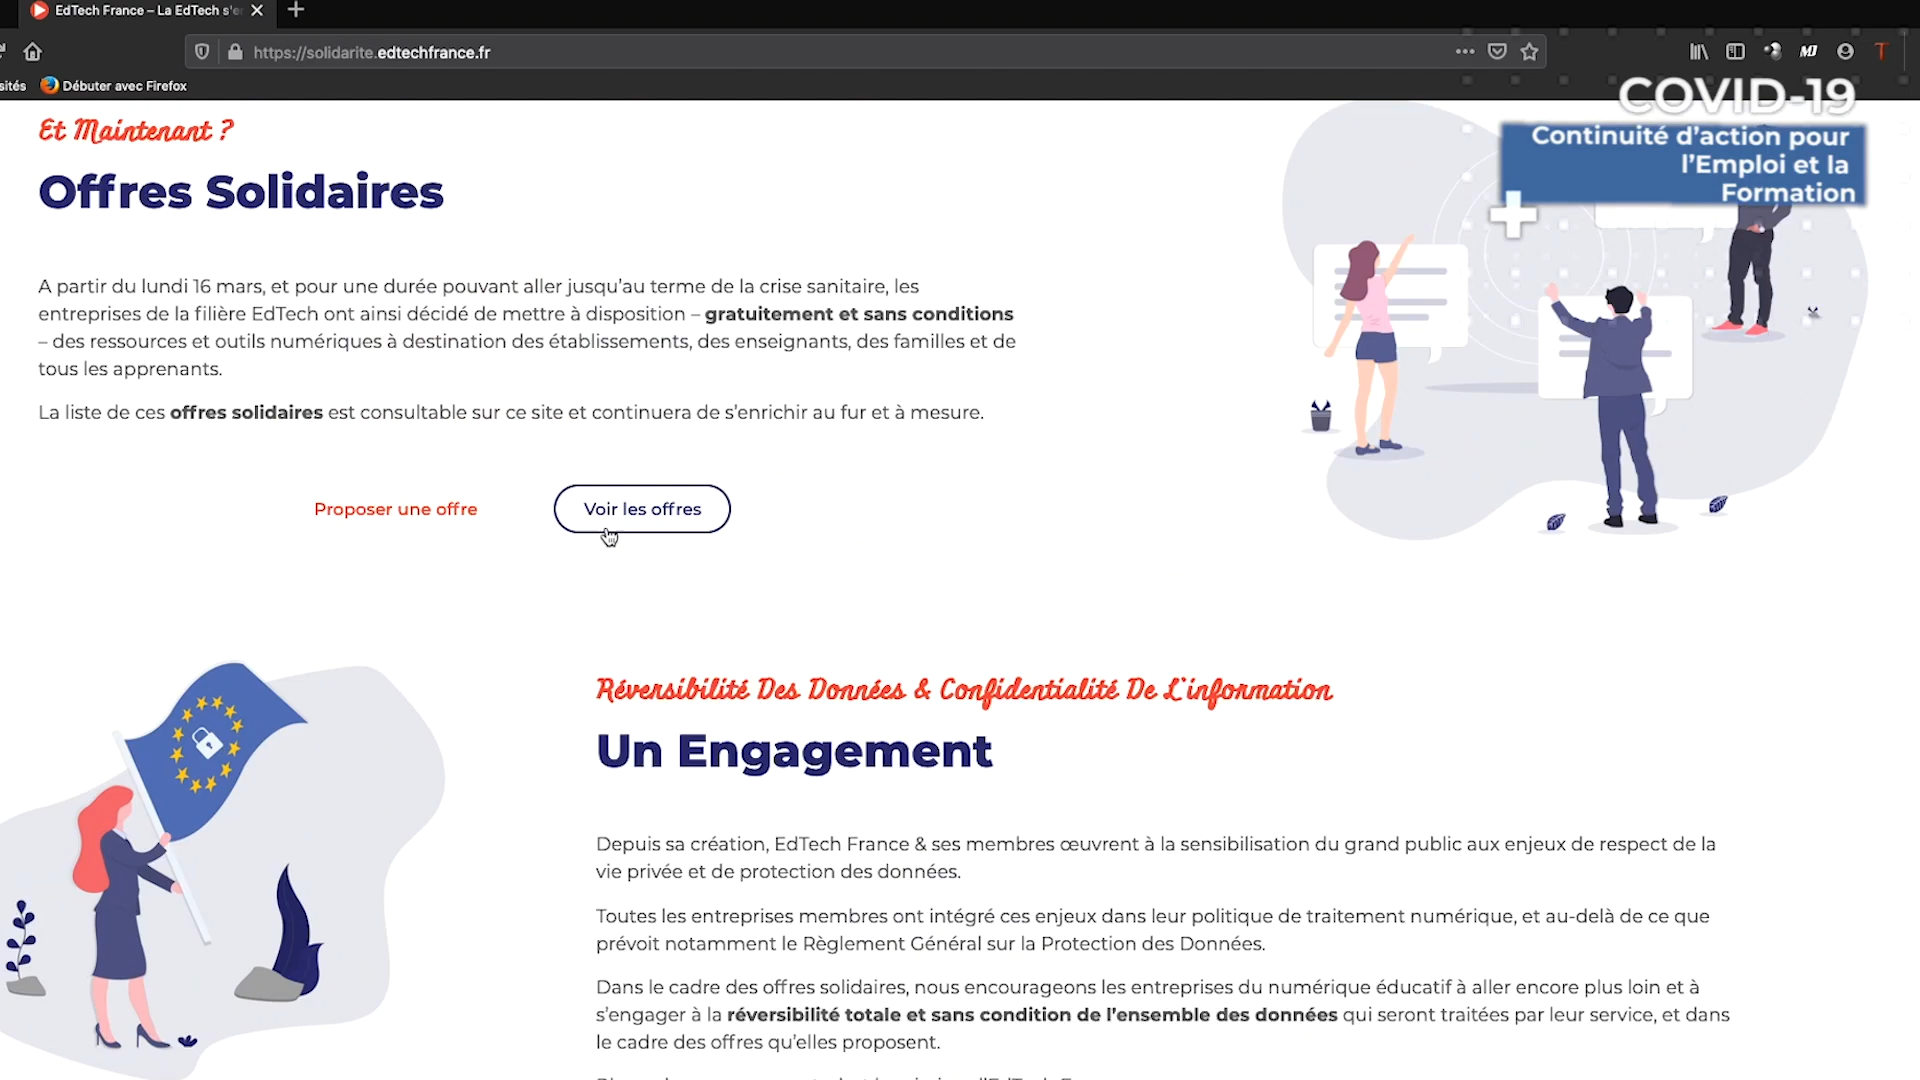 EdTech France – La EdTech s'e
https://solidarite.edtechfrance.fr
sités
Débuter avec Firefox
COVID-19
Continuité d'action pour
l'Emploi et la
Formation
Et Maintenant ?
Offres Solidaires
A partir du lundi 16 mars, et pour une durée pouvant aller jusqu'au terme de la crise sanitaire, les
entreprises de la filière EdTech ont ainsi décidé de mettre à disposition – gratuitement et sans conditions
– des ressources et outils numériques à destination des établissements, des enseignants, des familles et de
tous les apprenants.
La liste de ces offres solidaires est consultable sur ce site et continuera de s'enrichir au fur et à mesure.
Proposer une offre
Voir les offres
Réversibilité Des Données & Confidentialité De L'information
Un Engagement
Depuis sa création, EdTech France & ses membres œuvrent à la sensibilisation du grand public aux enjeux de respect de la
vie privée et de protection des données.
Toutes les entreprises membres ont intégré ces enjeux dans leur politique de traitement numérique, et au-delà de ce que
prévoit notamment le Règlement Général sur la Protection des Données.
Dans le cadre des offres solidaires, nous encourageons les entreprises du numérique éducatif à aller encore plus loin et à
s'engager à la réversibilité totale et sans condition de l'ensemble des données qui seront traitées par leur service, et dans
le cadre des offres qu'elles proposent.